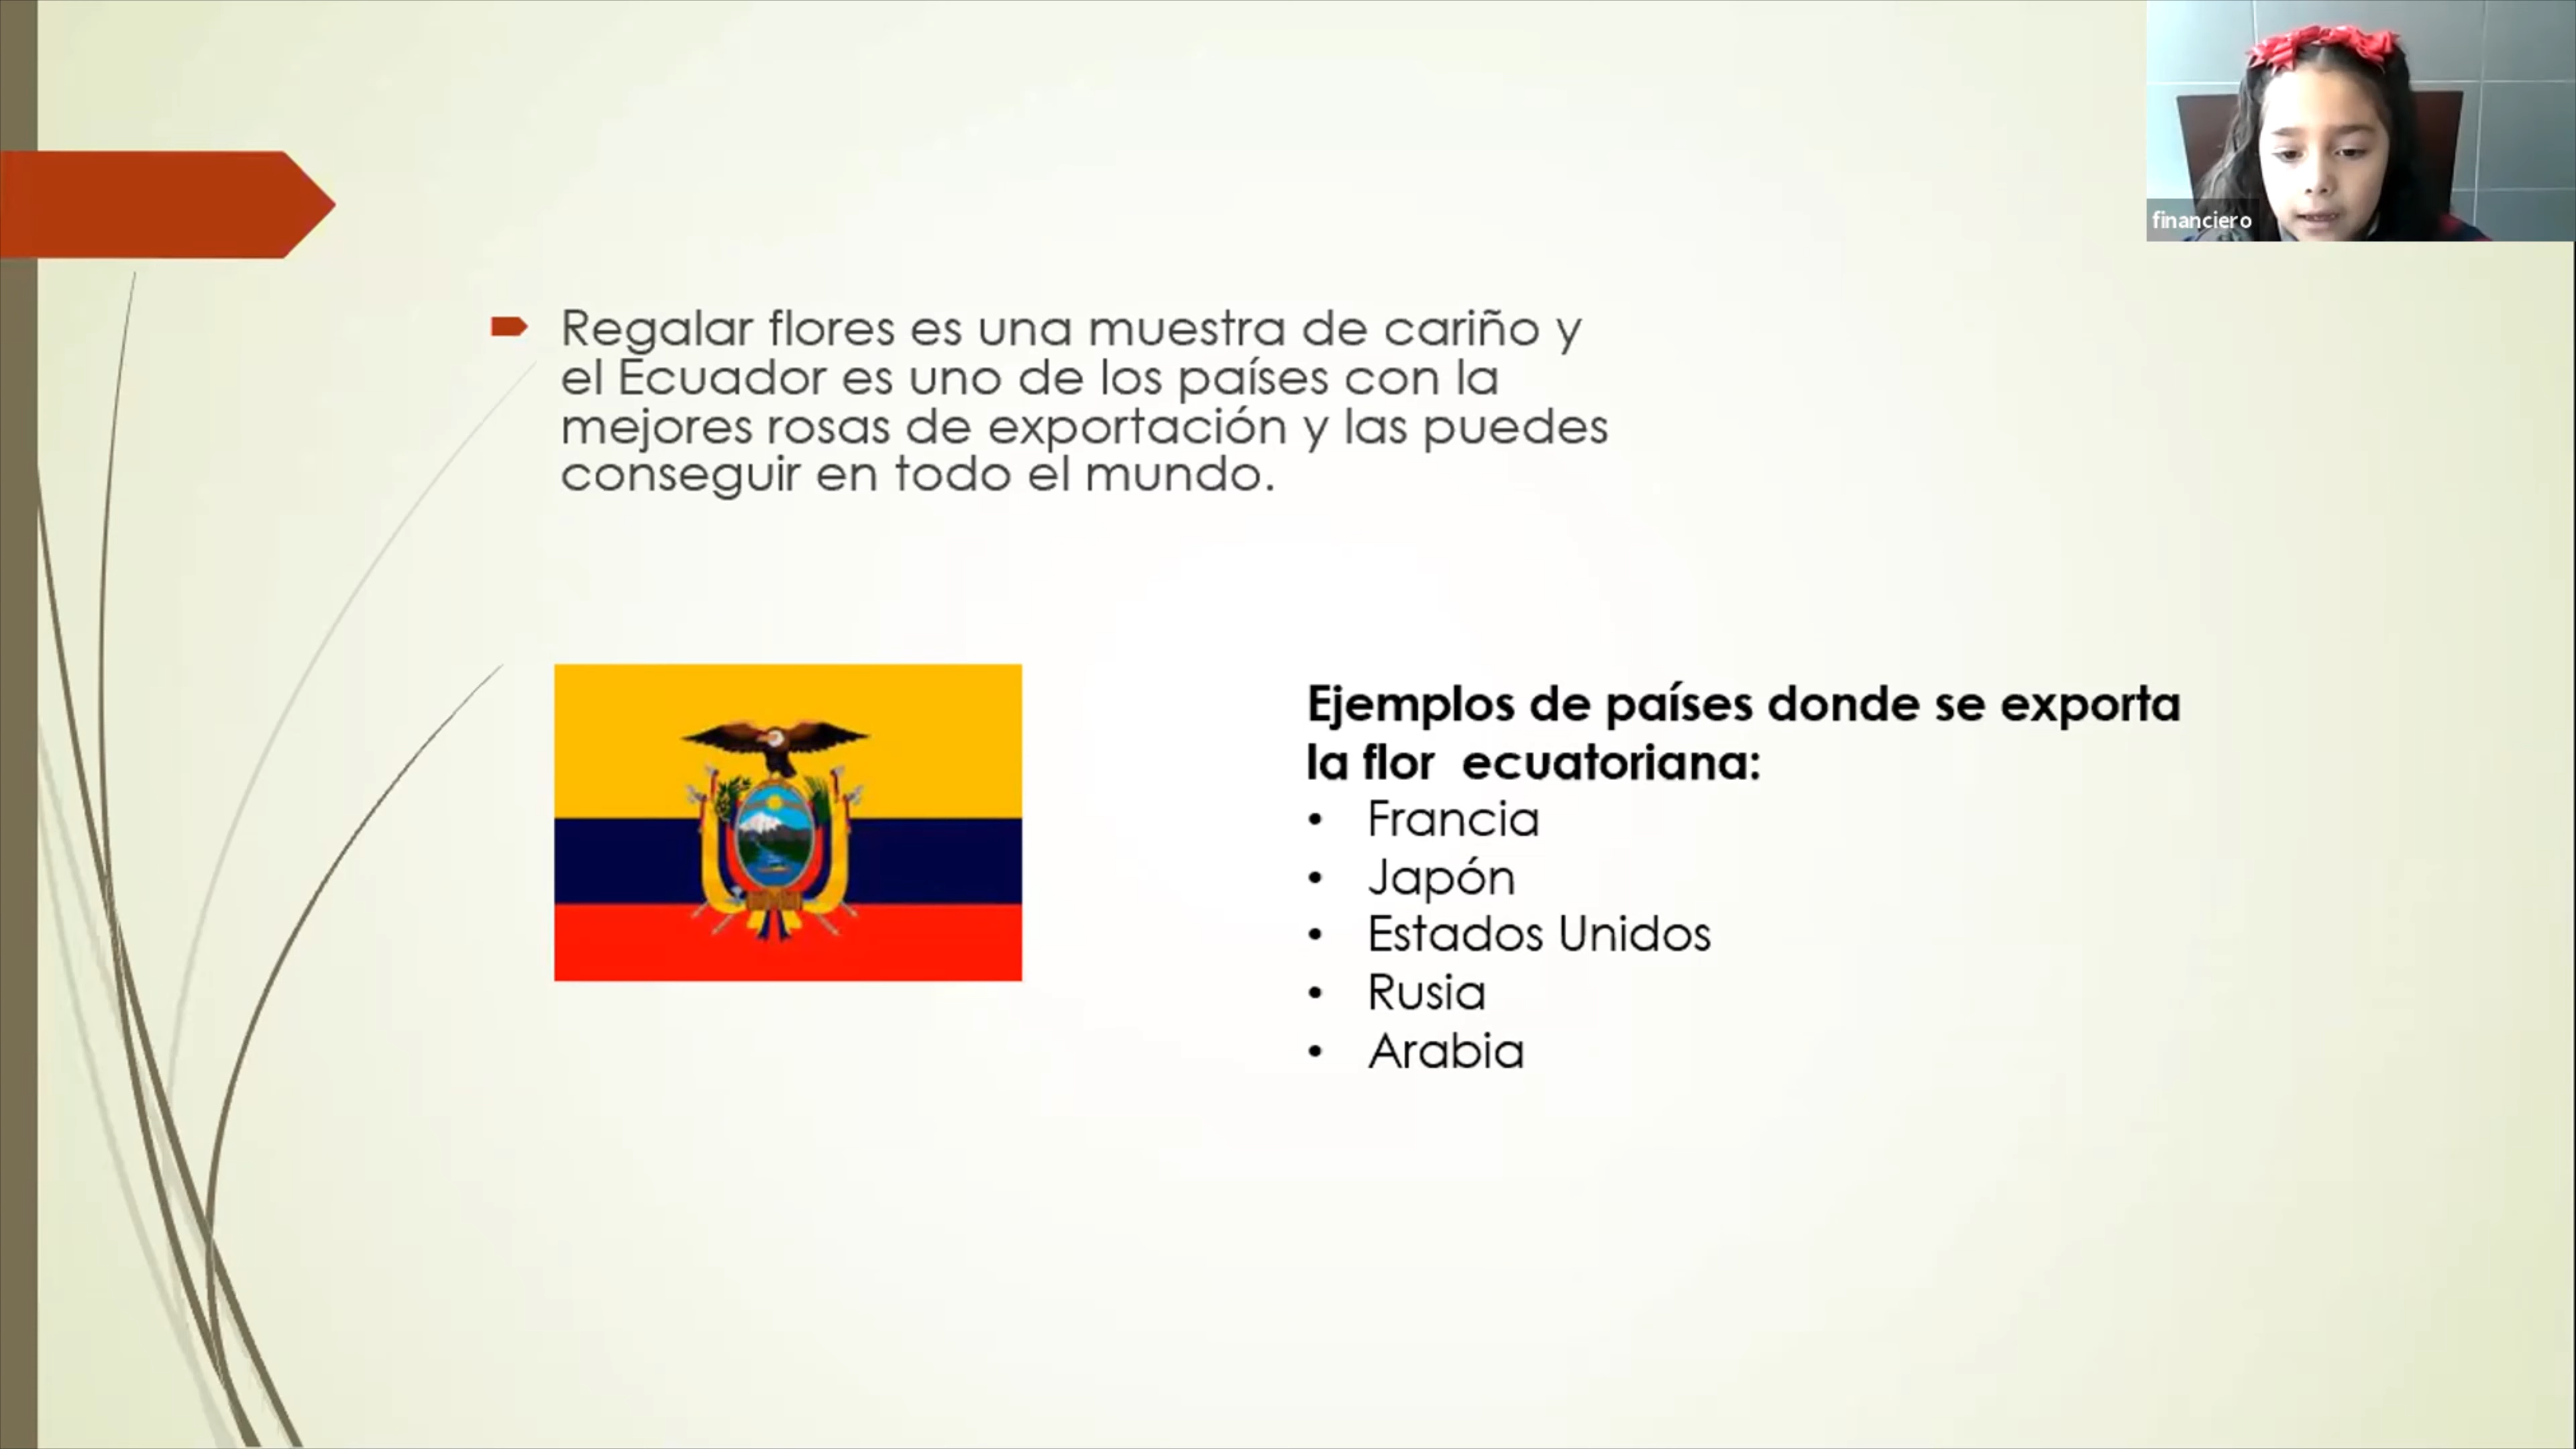 financiero
Regalar flores es una muestra de cariño y
el Ecuador es uno de los países con la
mejores rosas de exportación y las puedes
conseguir en todo el mundo.
Ejemplos de países donde se exporta
la flor  ecuatoriana:
• Francia
• Japón
• Estados Unidos
• Rusia
• Arabia